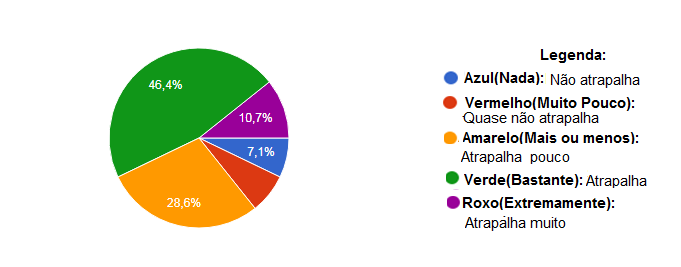 46,4%
10,7%
7,1%
28,6%
Legenda:
Azul(Nada): Não atrapalha
Vermelho(Muito Pouco):
Quase não atrapalha
Amarelo(Mais ou menos):
Atrapalha pouco
Verde(Bastante): Atrapalha
Roxo(Extremamente):
Atrapalha muito